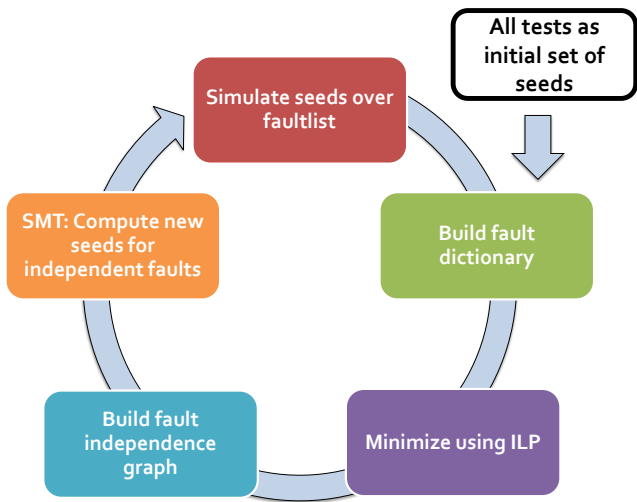 All tests as
initial set of
seeds
Simulate seeds over
faultlist
Build fault
dictionary
Minimize using ILP
Build fault
independence
graph
SMT: Compute new
seeds for
independent faults